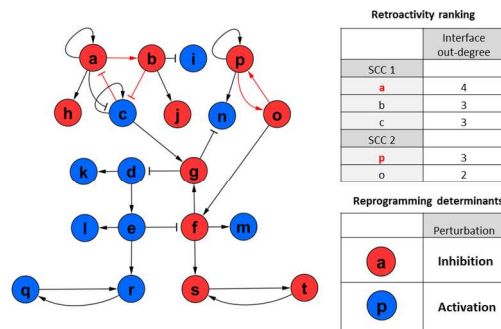 Retroactivity ranking
Interface
out-degree
SCC 1
a 4
b 3
c 3
SCC 2
p 3
o 2
Reprogramming determinants
Perturbation
a Inhibition
p Activation
a
b
i
p
h
c
j
n
o
k
d
g
l
e
f
m
q
r
s
t